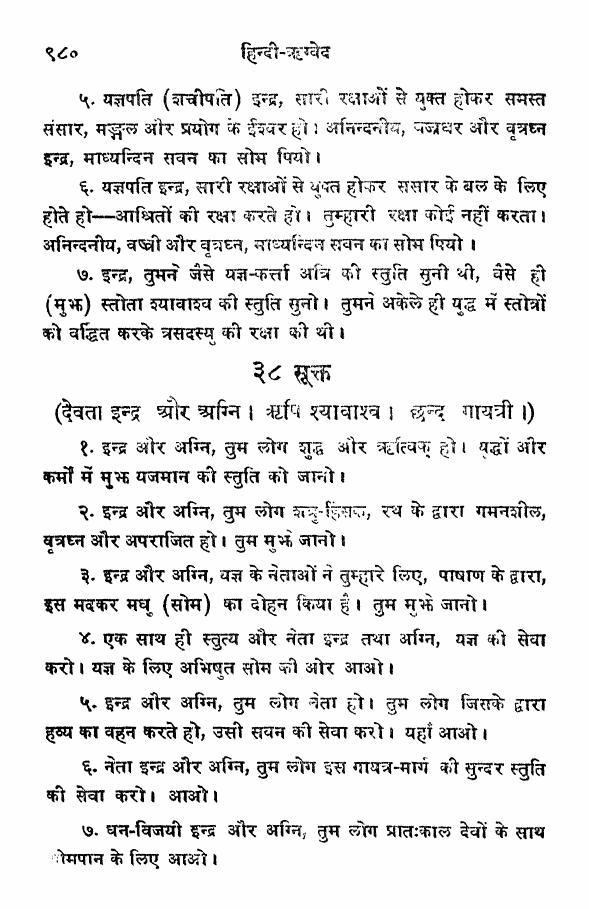 ९८० हिन्दी-ऋग्वेद
५. यज्ञपति (शचीपति) इन्द्र, सारी रक्षाओं से युक्त होकर समस्त
संसार, मङ्गल और प्रयोग के ईश्वर हो। अनिन्दनीय, वज्रधर और वृत्रघ्न
इन्द्र, माध्यन्दिन सवन का सोम पियो।
६. यज्ञपति इन्द्र, सारी रक्षाओं से युक्त होकर संसार के बल के लिए
होते हो—आश्रितों की रक्षा करते हो। तुम्हारी रक्षा कोई नहीं करता।
अनिन्दनीय, वज्री और वृत्रघ्न, माध्यन्दिन सवन का सोम पियो।
७. इन्द्र, तुमने जैसे यज्ञ-कर्त्ता अत्रि की स्तुति सुनी थी, वैसे ही
(मुझ) स्तोता श्यावाश्व की स्तुति सुनो। तुमने अकेले ही युद्ध में स्तोत्रों
को वर्द्धित करके त्रसदस्यु की रक्षा की थी।
३८ सूक्त
(देवता इन्द्र और अग्नि। ऋषि श्यावाश्व। छन्द गायत्री।)
१. इन्द्र और अग्नि, तुम लोग शुद्ध और ऋत्विक् हो। युद्धों और
कर्मों में मुझ यजमान की स्तुति को जानो।
२. इन्द्र और अग्नि, तुम लोग शत्रु-हिंसक, रथ के द्वारा गमनशील,
वृत्रघ्न और अपराजित हो। तुम मुझे जानो।
३. इन्द्र और अग्नि, यज्ञ के नेताओं ने तुम्हारे लिए, पाषाण के द्वारा,
इस मदकर मधु (सोम) का दोहन किया है। तुम मुझे जानो।
४. एक साथ ही स्तुत्य और नेता इन्द्र तथा अग्नि, यज्ञ की सेवा
करो। यज्ञ के लिए अभिषुत सोम की ओर आओ।
५. इन्द्र और अग्नि, तुम लोग नेता हो। तुम लोग जिसके द्वारा
हव्य का वहन करते हो, उसी सवन की सेवा करो। यहाँ आओ।
६. नेता इन्द्र और अग्नि, तुम लोग इस गायत्र-मार्ग की सुन्दर स्तुति
की सेवा करो। आओ।
७. धन-विजयी इन्द्र और अग्नि, तुम लोग प्रातःकाल देवों के साथ
सोमपान के लिए आओ।